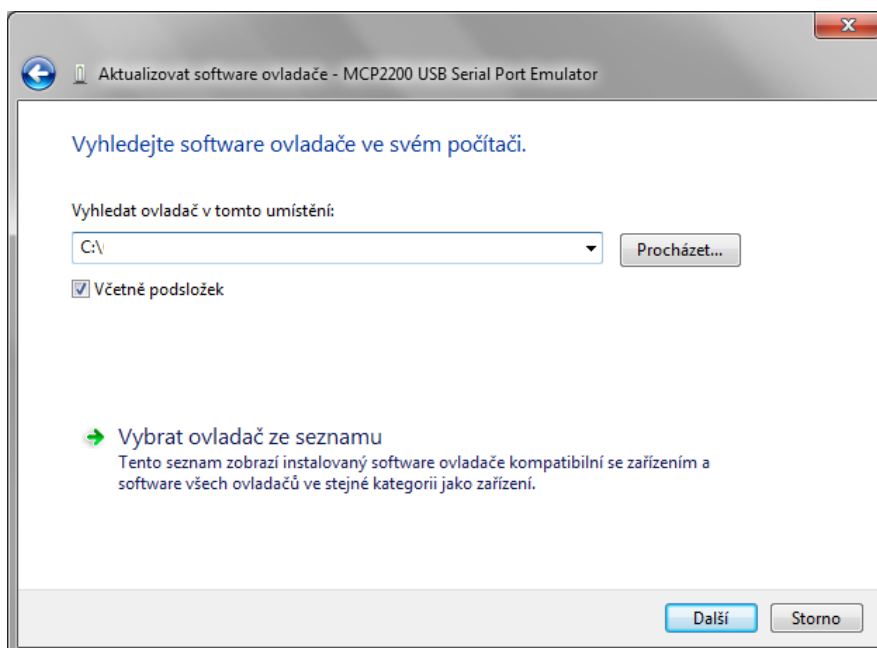 Aktualizovat software ovladače - MCP2200 USB Serial Port Emulator
Vyhledejte software ovladače ve svém počítači.
Vyhledat ovladač v tomto umístění:
C:\
Procházet...
Včetně podsložek
Vybrat ovladač ze seznamu
Tento seznam zobrazí instalovaný software ovladače kompatibilní se zařízením a
software všech ovladačů ve stejné kategorii jako zařízení.
Další
Storno